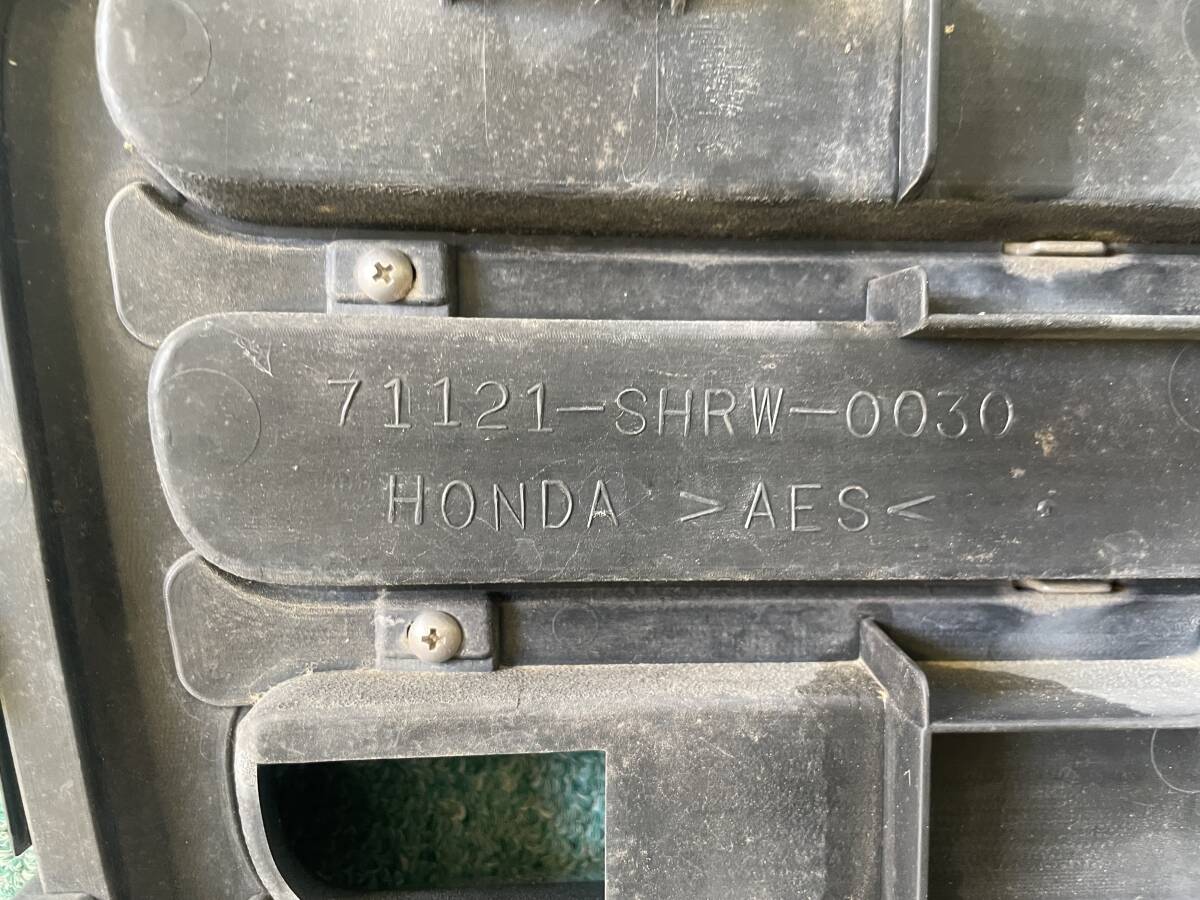 71121-SHRW-0030
HONDA >AES<